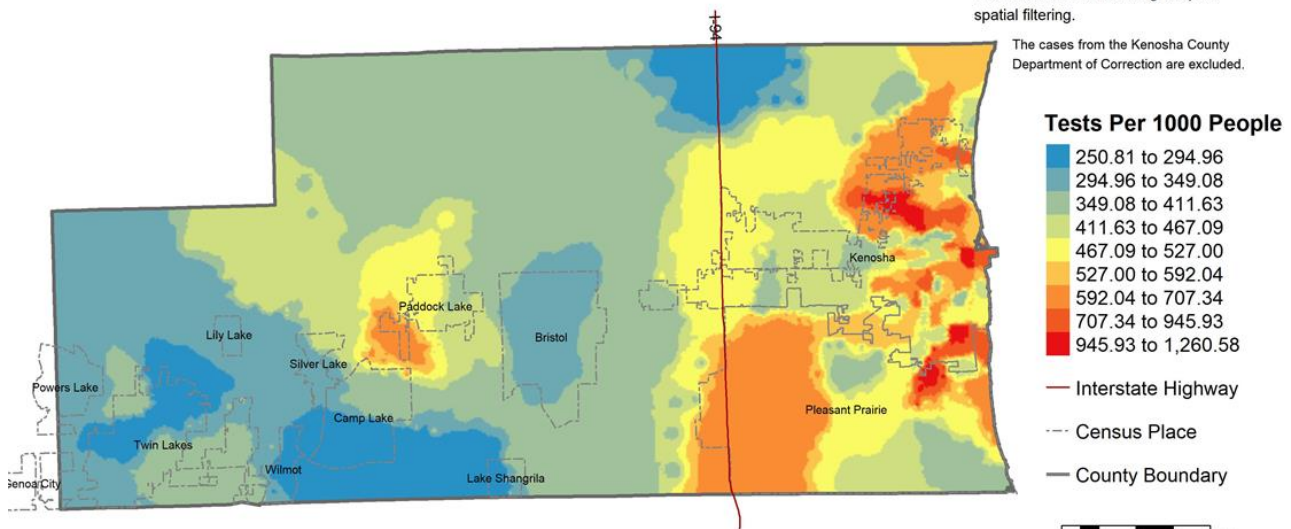 spatial filtering.
The cases from the Kenosha County
Department of Correction are excluded.
I-94
Tests Per 1000 People
250.81 to 294.96
294.96 to 349.08
349.08 to 411.63
411.63 to 467.09
467.09 to 527.00
527.00 to 592.04
592.04 to 707.34
707.34 to 945.93
945.93 to 1,260.58
Interstate Highway
Census Place
County Boundary
Kenosha
Paddock Lake
Lily Lake
Bristol
Silver Lake
Powers Lake
Pleasant Prairie
Camp Lake
Twin Lakes
Wilmot
Lake Shangrila
Genoa City